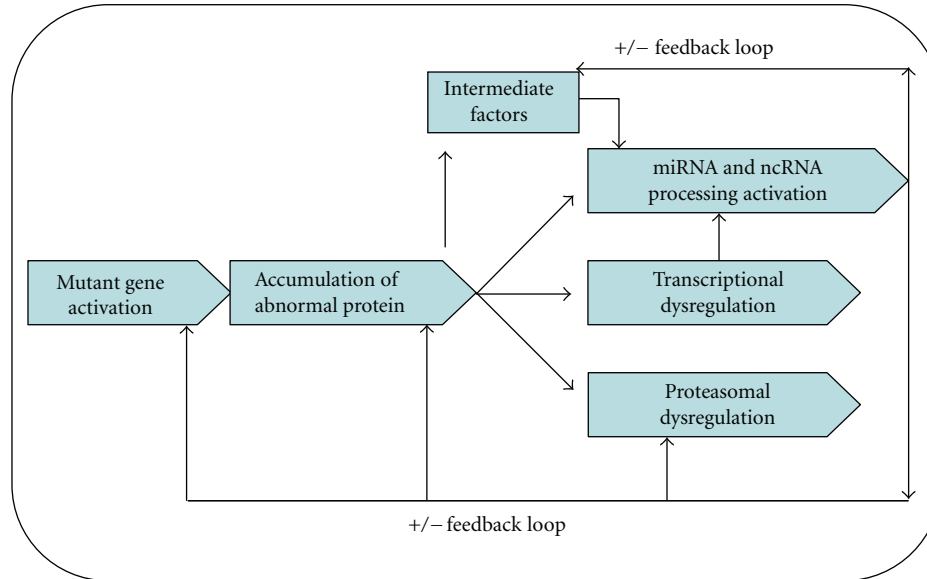 +/− feedback loop
Intermediate
factors
miRNA and ncRNA
processing activation
Mutant gene
activation
Accumulation of
abnormal protein
Transcriptional
dysregulation
Proteasomal
dysregulation
+/− feedback loop